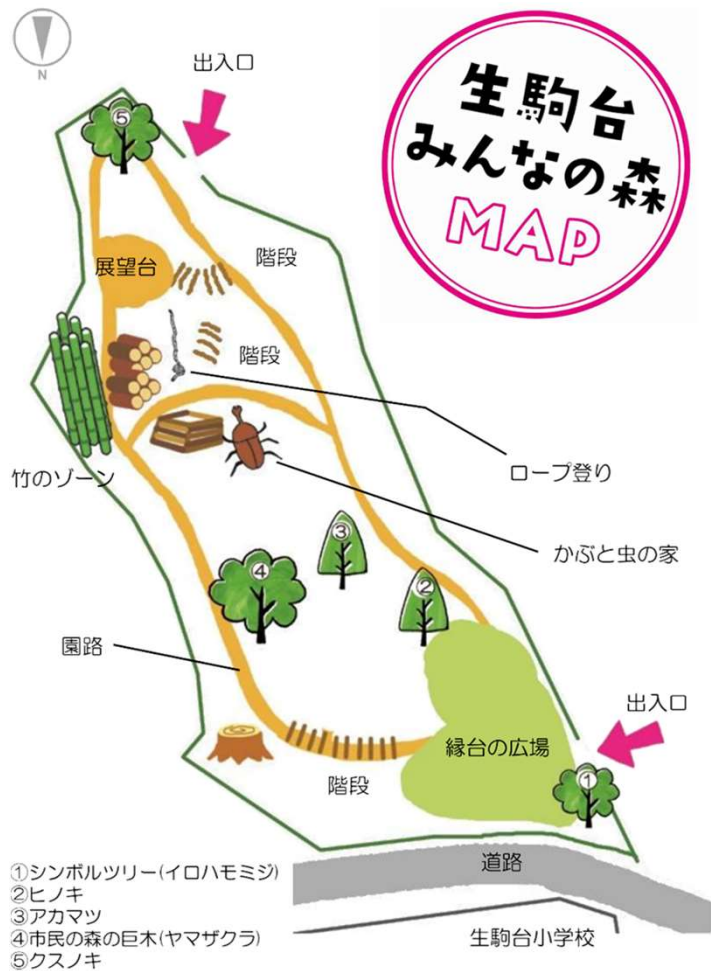 N
出入口
生駒台
みんなの森
MAP
⑤
展望台
階段
階段
竹のゾーン
ロープ登り
かぶと虫の家
③
④
②
園路
出入口
縁台の広場
①
階段
道路
生駒台小学校
①シンボルツリー(イロハモミジ)
②ヒノキ
③アカマツ
④市民の森の巨木(ヤマザクラ)
⑤クスノキ